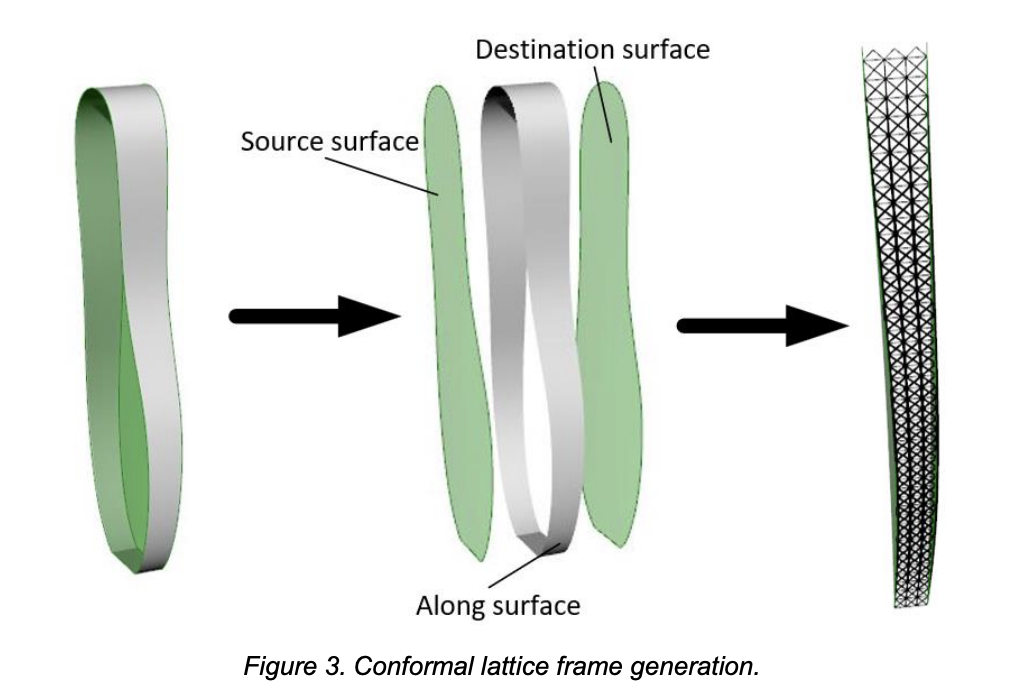 Destination surface
Source surface
Along surface
Figure 3. Conformal lattice frame generation.